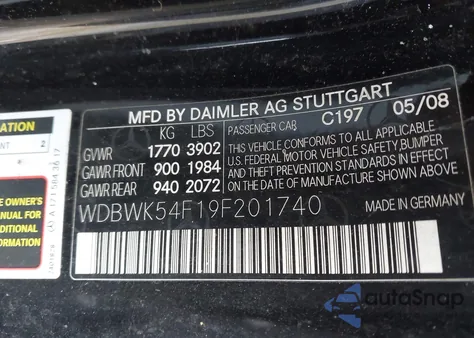 MFD BY DAIMLER AG STUTTGART
KG LBS PASSENGER CAR C197 05/08
GVWR 1770 3902
GAWR FRONT 900 1984
GAWR REAR 940 2072
THIS VEHICLE CONFORMS TO ALL APPLICABLE
U.S. FEDERAL MOTOR VEHICLE SAFETY, BUMPER
AND THEFT PREVENTION STANDARDS IN
EFFECT ON THE DATE OF MANUFACTURE
SHOWN ABOVE.
WDBWK54F19F201740
MADE IN GERMANY
ATION
NT
E OWNER'S
NUAL FOR
DDITIONAL
ORMATION
autoSnap